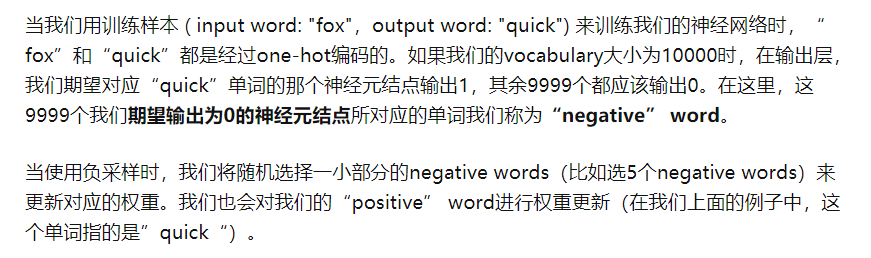 当我们用训练样本 ( input word: "fox"，output word: "quick") 来训练我们的神经网络时，“
fox”和“quick”都是经过one-hot编码的。如果我们的vocabulary大小为10000时，在输出层，
我们期望对应“quick”单词的那个神经元结点输出1，其余9999个都应该输出0。在这里，这
9999个我们期望输出为0的神经元结点所对应的单词我们称为“negative” word。
当使用负采样时，我们将随机选择一小部分的negative words（比如选5个negative words）来
更新对应的权重。我们也会对我们的“positive” word进行权重更新（在我们上面的例子中，这
个单词指的是”quick“）。